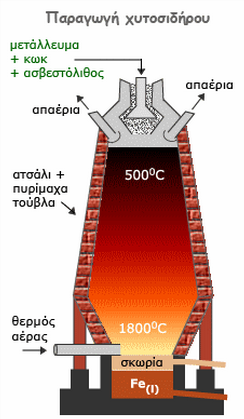 Παραγωγή χυτοσιδήρου
μετάλλευμα
+ κωκ
+ ασβεστόλιθος
απαέρια
απαέρια
500⁰C
ατσάλι +
πυρίμαχα
τούβλα
θερμός
αέρας
1800⁰C
σκωρία
Fe(l)